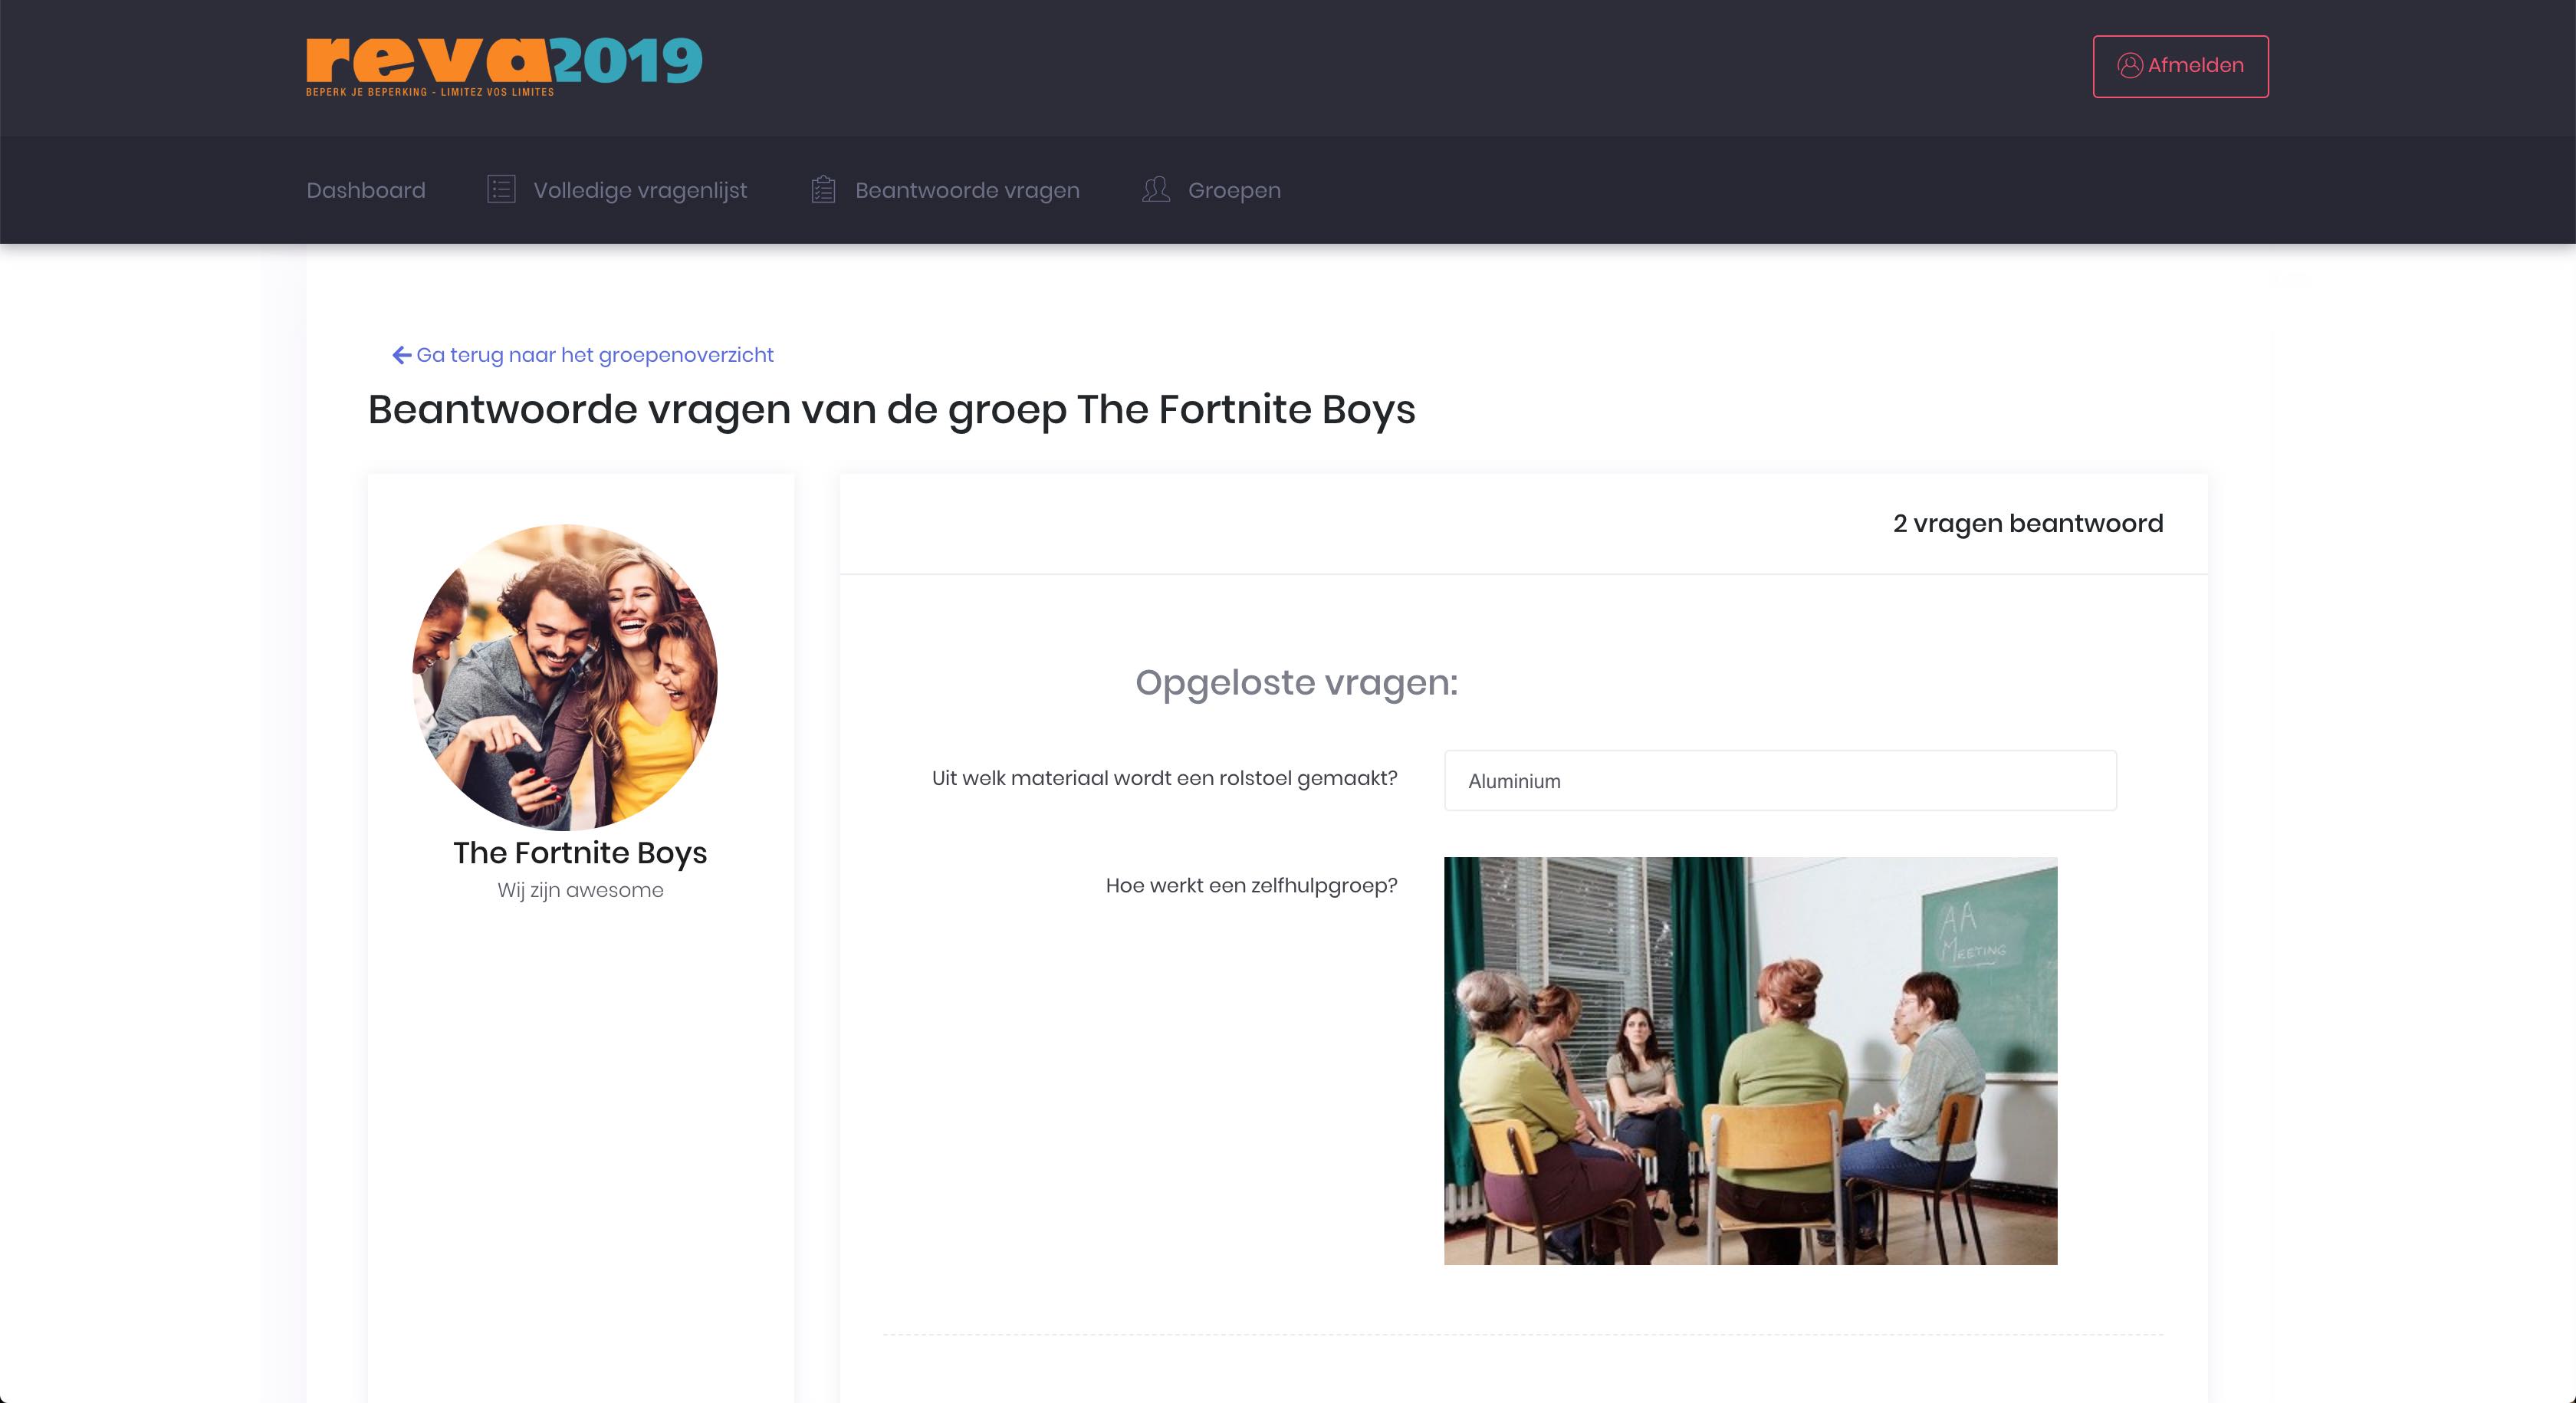 reva2019
BEPERK JE BEPERKING - LIMITEZ VOS LIMITES
Afmelden
Dashboard
Volledige vragenlijst
Beantwoorde vragen
Groepen
Ga terug naar het groepenoverzicht
Beantwoorde vragen van de groep The Fortnite Boys
The Fortnite Boys
Wij zijn awesome
2 vragen beantwoord
Opgeloste vragen:
Uit welk materiaal wordt een rolstoel gemaakt?
Aluminium
Hoe werkt een zelfhulpgroep?
AA
MEETING